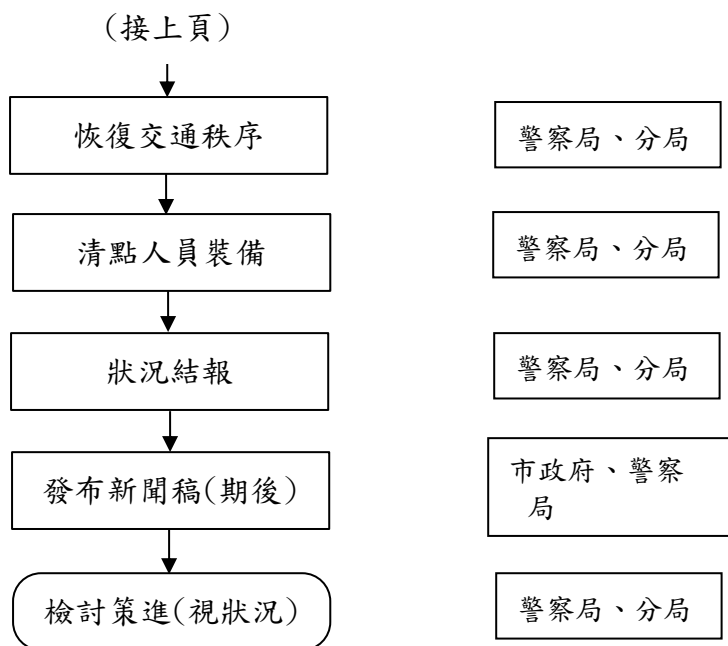 (接上頁)
恢復交通秩序
警察局、分局
清點人員裝備
警察局、分局
狀況結報
警察局、分局
發布新聞稿(期後)
市政府、警察
局
檢討策進(視狀況)
警察局、分局